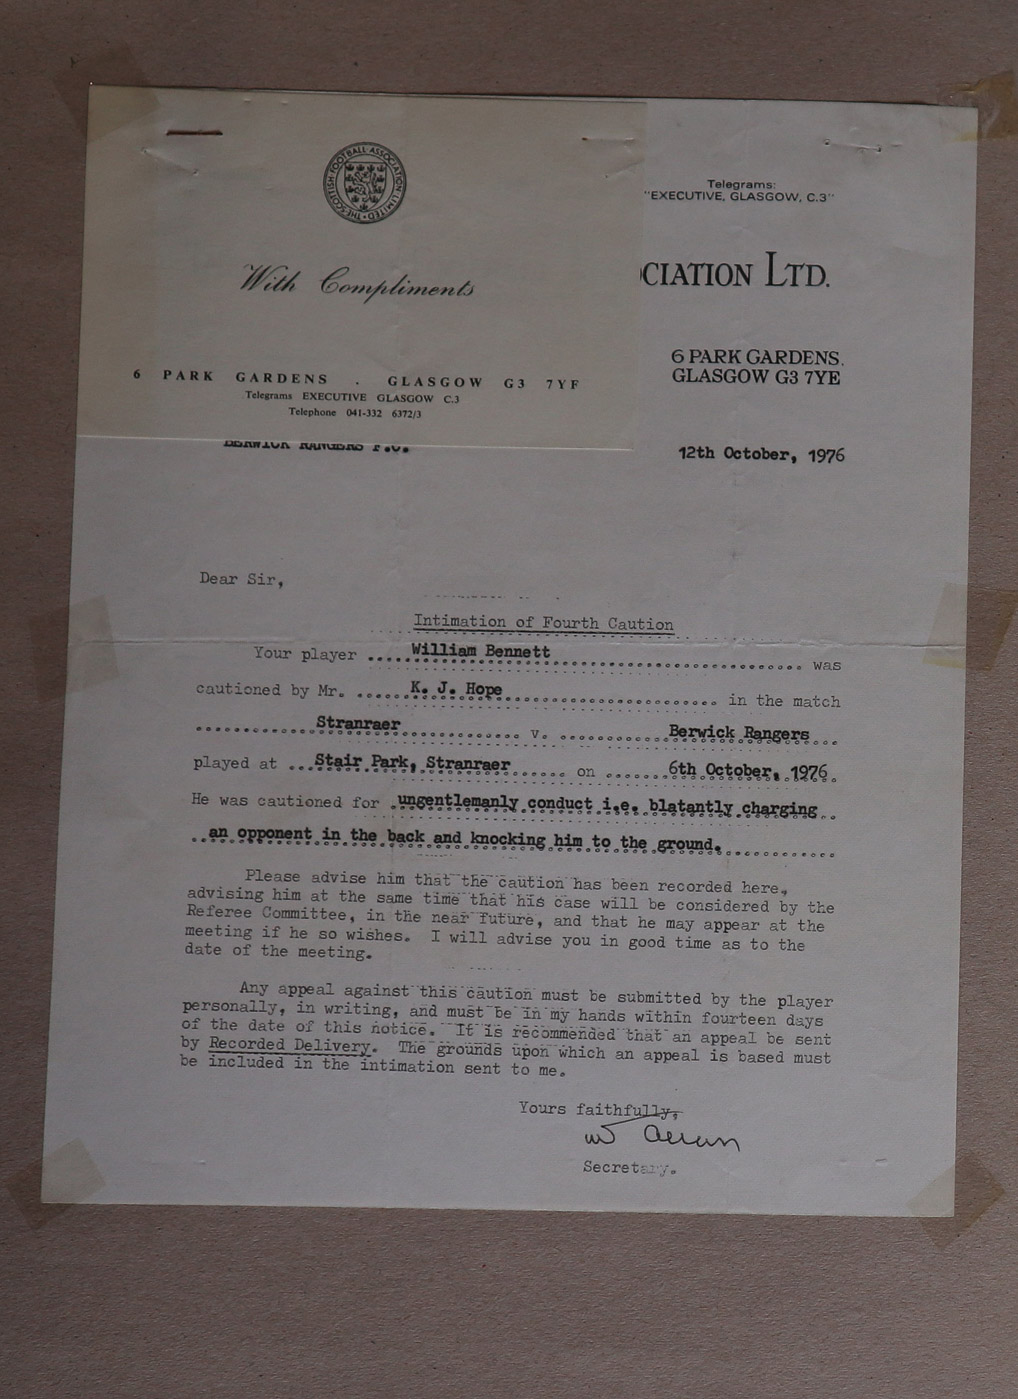 THE SCOTTISH FOOTBALL ASSOCIATION LIMITED
Telegrams:
"EXECUTIVE, GLASGOW, C.3"
CIATION LTD.
With Compliments
6 PARK GARDENS.
GLASGOW G3 7YE
6 PARK GARDENS . GLASGOW G3 7YF
Telegrams EXECUTIVE GLASGOW C.3
Telephone 041-332 6372/3
BERWICK RANGERS F.C.
12th October, 1976
Dear Sir,
Intimation of Fourth Caution
Your player William Bennett was
cautioned by Mr. K. J. Hope in the match
Stranraer v. Berwick Rangers
played at Stair Park, Stranraer on 6th October, 1976.
He was cautioned for ungentlemanly conduct i.e. blatantly charging
an opponent in the back and knocking him to the ground.
Please advise him that the caution has been recorded here,
advising him at the same time that his case will be considered by the
Referee Committee, in the near future, and that he may appear at the
meeting if he so wishes. I will advise you in good time as to the
date of the meeting.
Any appeal against this caution must be submitted by the player
personally, in writing, and must be in my hands within fourteen days
of the date of this notice. It is recommended that an appeal be sent
by Recorded Delivery. The grounds upon which an appeal is based must
be included in the intimation sent to me.
Yours faithfully,
Secretary.